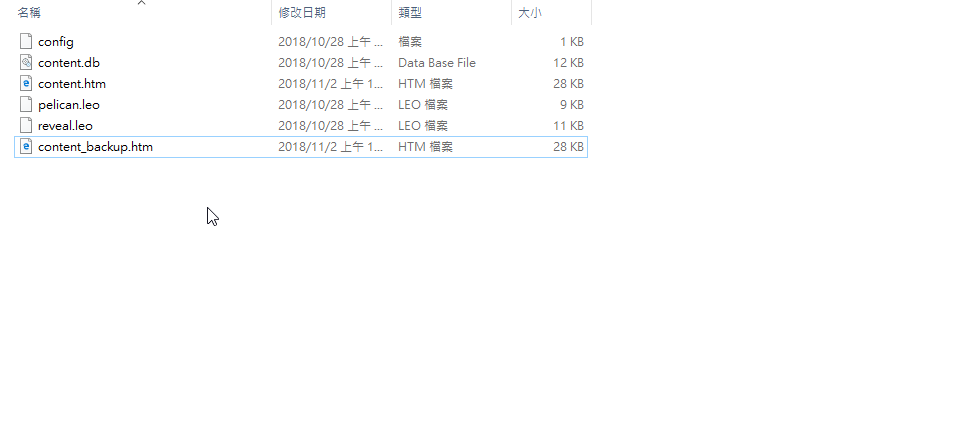 名稱 修改日期 類型 大小
config 2018/10/28 上午 ... 檔案 1 KB
content.db 2018/10/28 上午 ... Data Base File 12 KB
content.htm 2018/11/2 上午 1... HTM 檔案 28 KB
pelican.leo 2018/10/28 上午 ... LEO 檔案 9 KB
reveal.leo 2018/10/28 上午 ... LEO 檔案 11 KB
content_backup.htm 2018/11/2 上午 1... HTM 檔案 28 KB